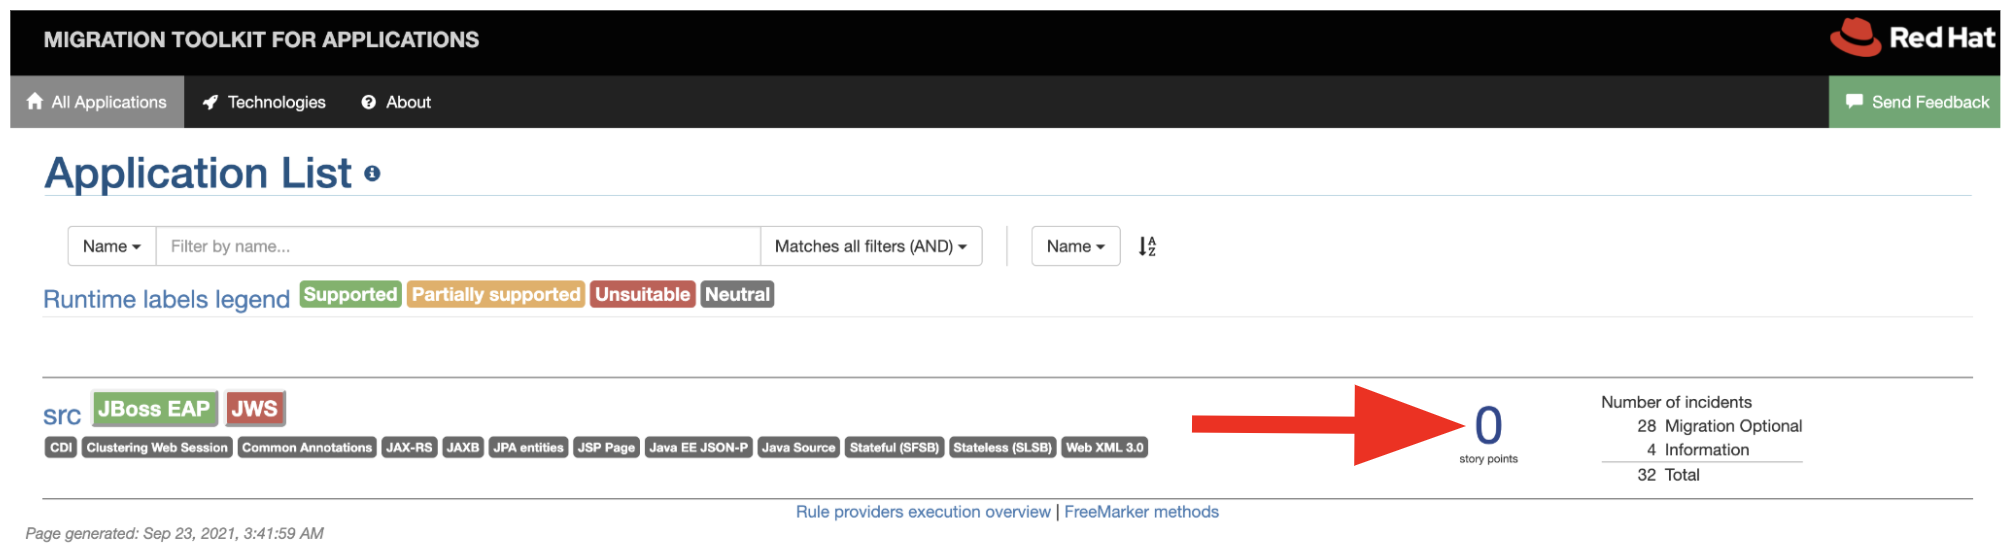 MIGRATION TOOLKIT FOR APPLICATIONS
Red Hat
All Applications Technologies About Send Feedback
Application List
Name Filter by name... Matches all filters (AND) Name
Runtime labels legend Supported Partially supported Unsuitable Neutral
src JBoss EAP JWS
CDI Clustering Web Session Common Annotations JAX-RS JAXB JPA entities JSP Page Java EE JSON-P Java Source Stateful (SFSB) Stateless (SLSB) Web XML 3.0
0
story points
Number of incidents
28 Migration Optional
4 Information
32 Total
Rule providers execution overview | FreeMarker methods
Page generated: Sep 23, 2021, 3:41:59 AM